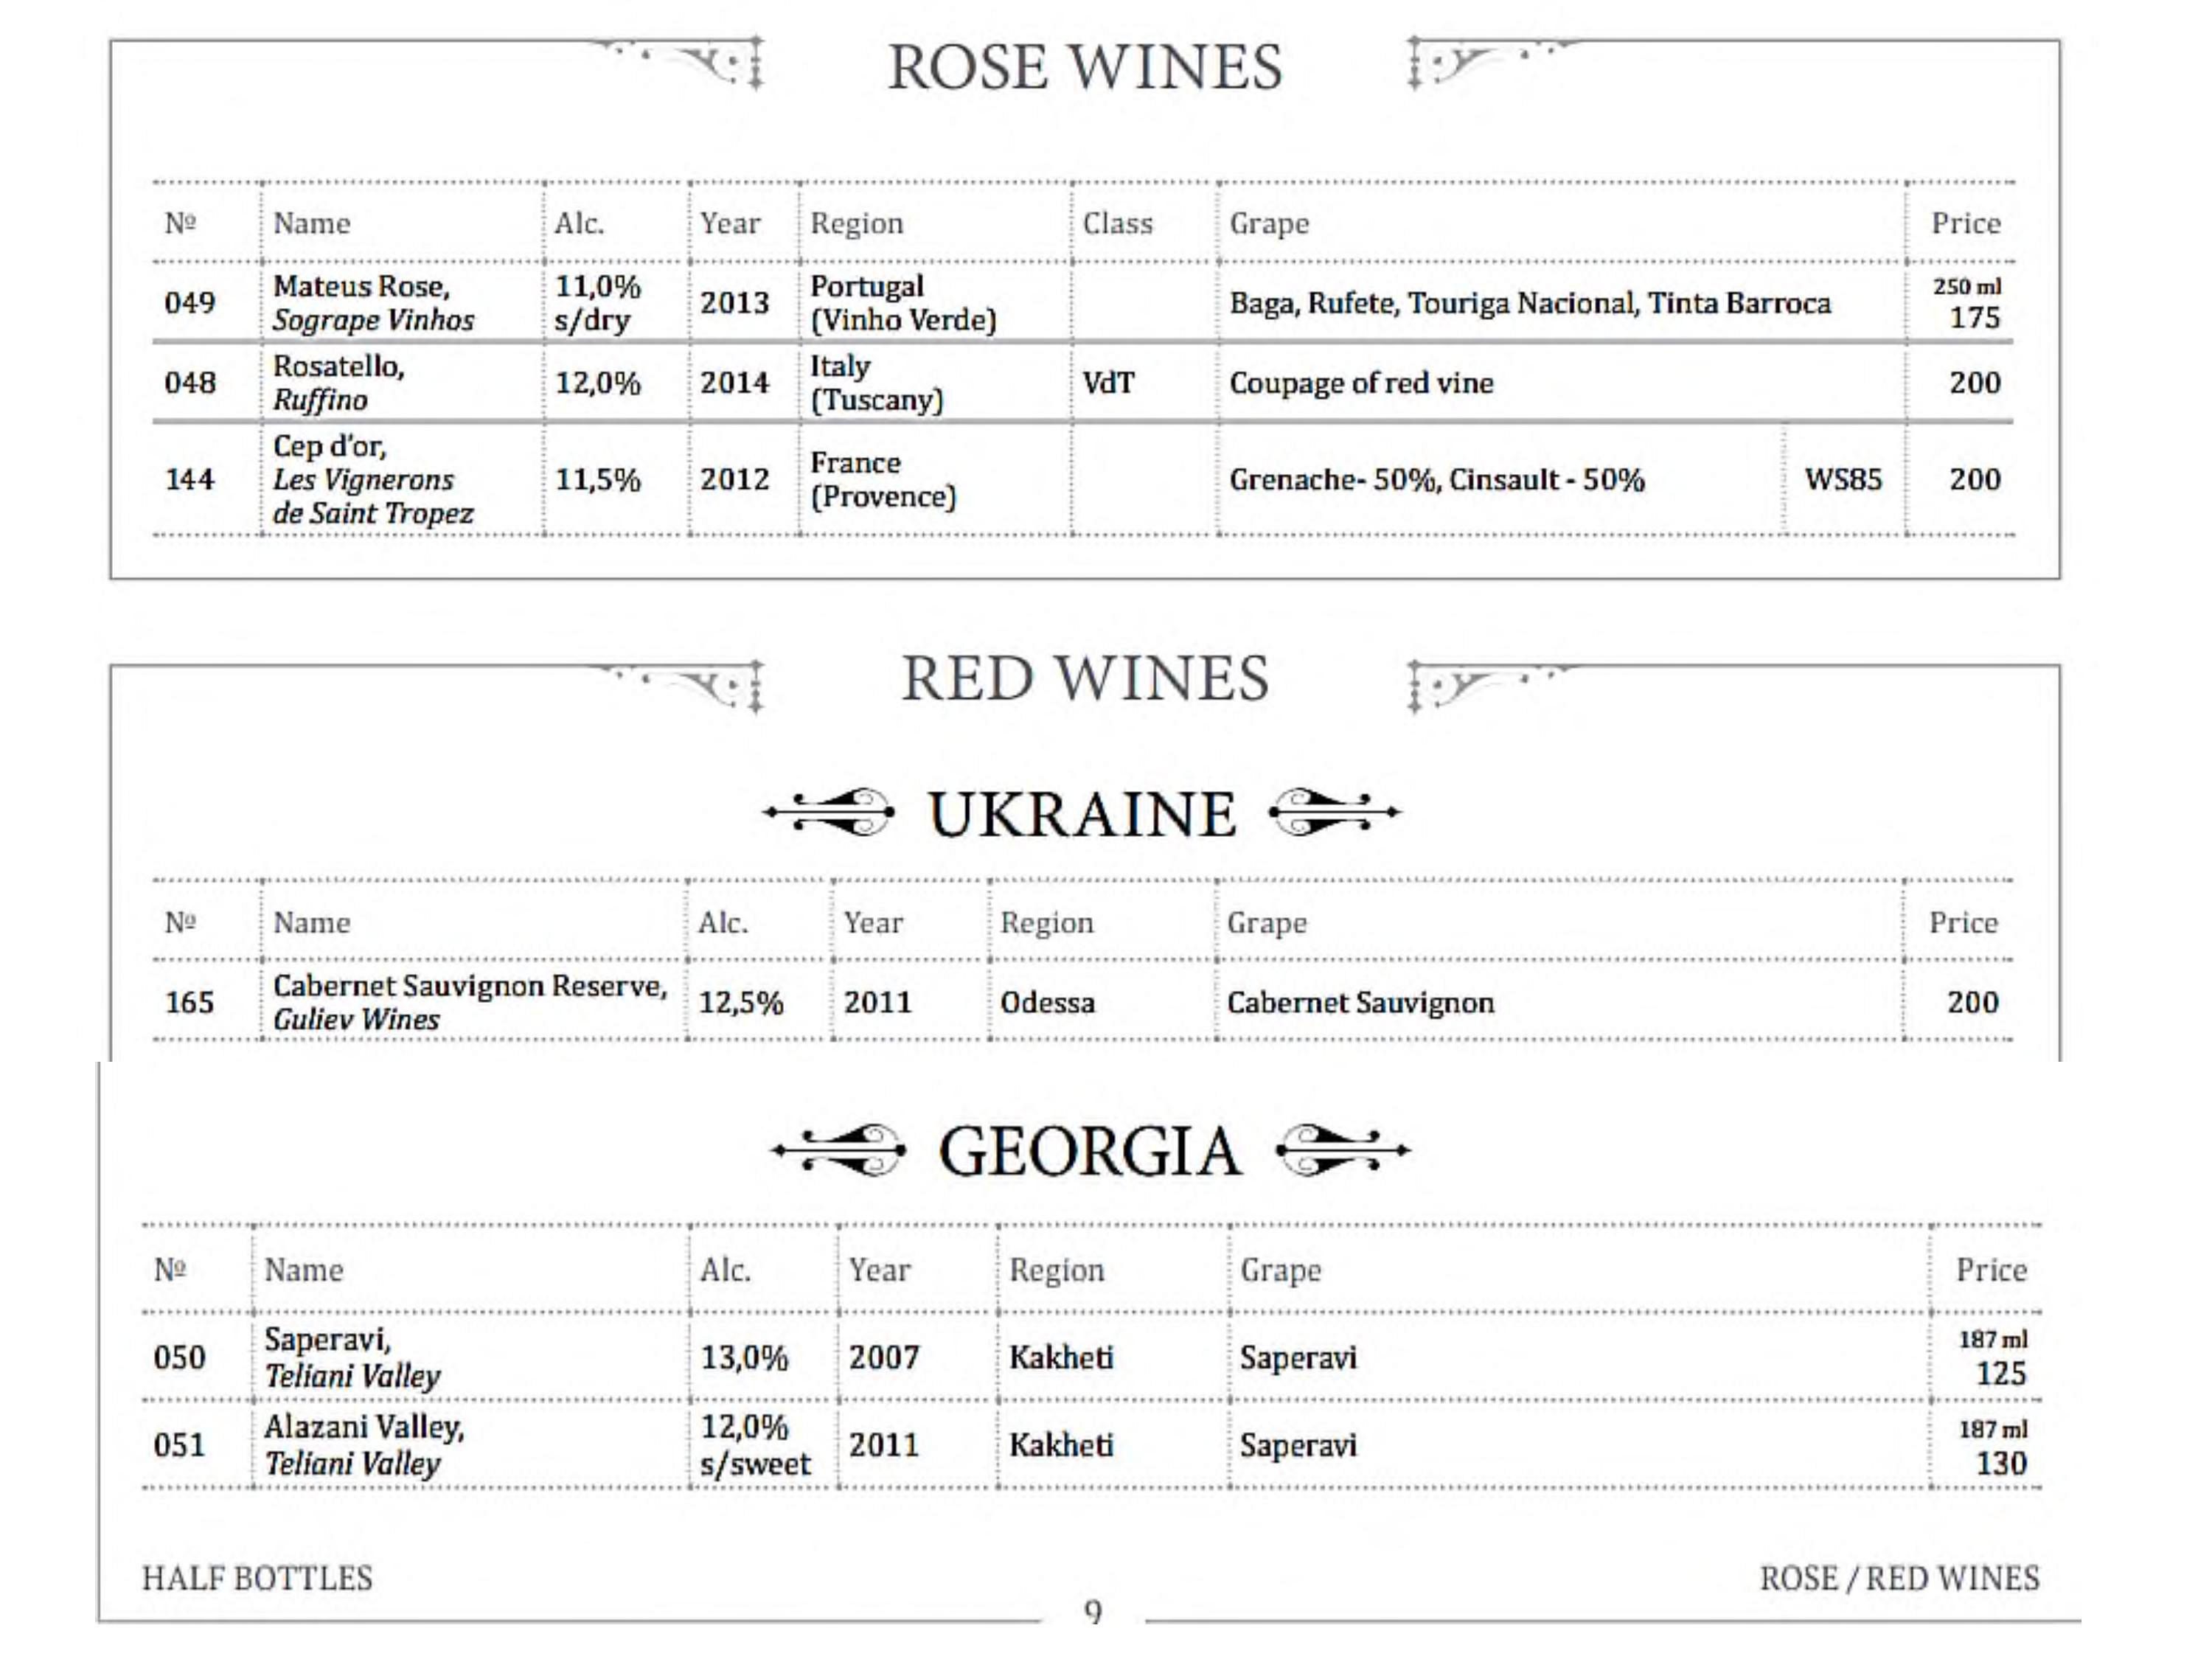 ROSE WINES
Nº Name Alc. Year Region Class Grape Price
049 Mateus Rose, Sogrape Vinhos 11,0% s/dry 2013 Portugal (Vinho Verde) Baga, Rufete, Touriga Nacional, Tinta Barroca 250 ml 175
048 Rosatello, Ruffino 12,0% 2014 Italy (Tuscany) VdT Coupage of red vine 200
144 Cep d'or, Les Vignerons de Saint Tropez 11,5% 2012 France (Provence) Grenache- 50%, Cinsault - 50% WS85 200
RED WINES
UKRAINE
Nº Name Alc. Year Region Grape Price
165 Cabernet Sauvignon Reserve, Guliev Wines 12,5% 2011 Odessa Cabernet Sauvignon 200
GEORGIA
Nº Name Alc. Year Region Grape Price
050 Saperavi, Teliani Valley 13,0% 2007 Kakheti Saperavi 187 ml 125
051 Alazani Valley, Teliani Valley 12,0% s/sweet 2011 Kakheti Saperavi 187 ml 130
HALF BOTTLES ROSE / RED WINES
9